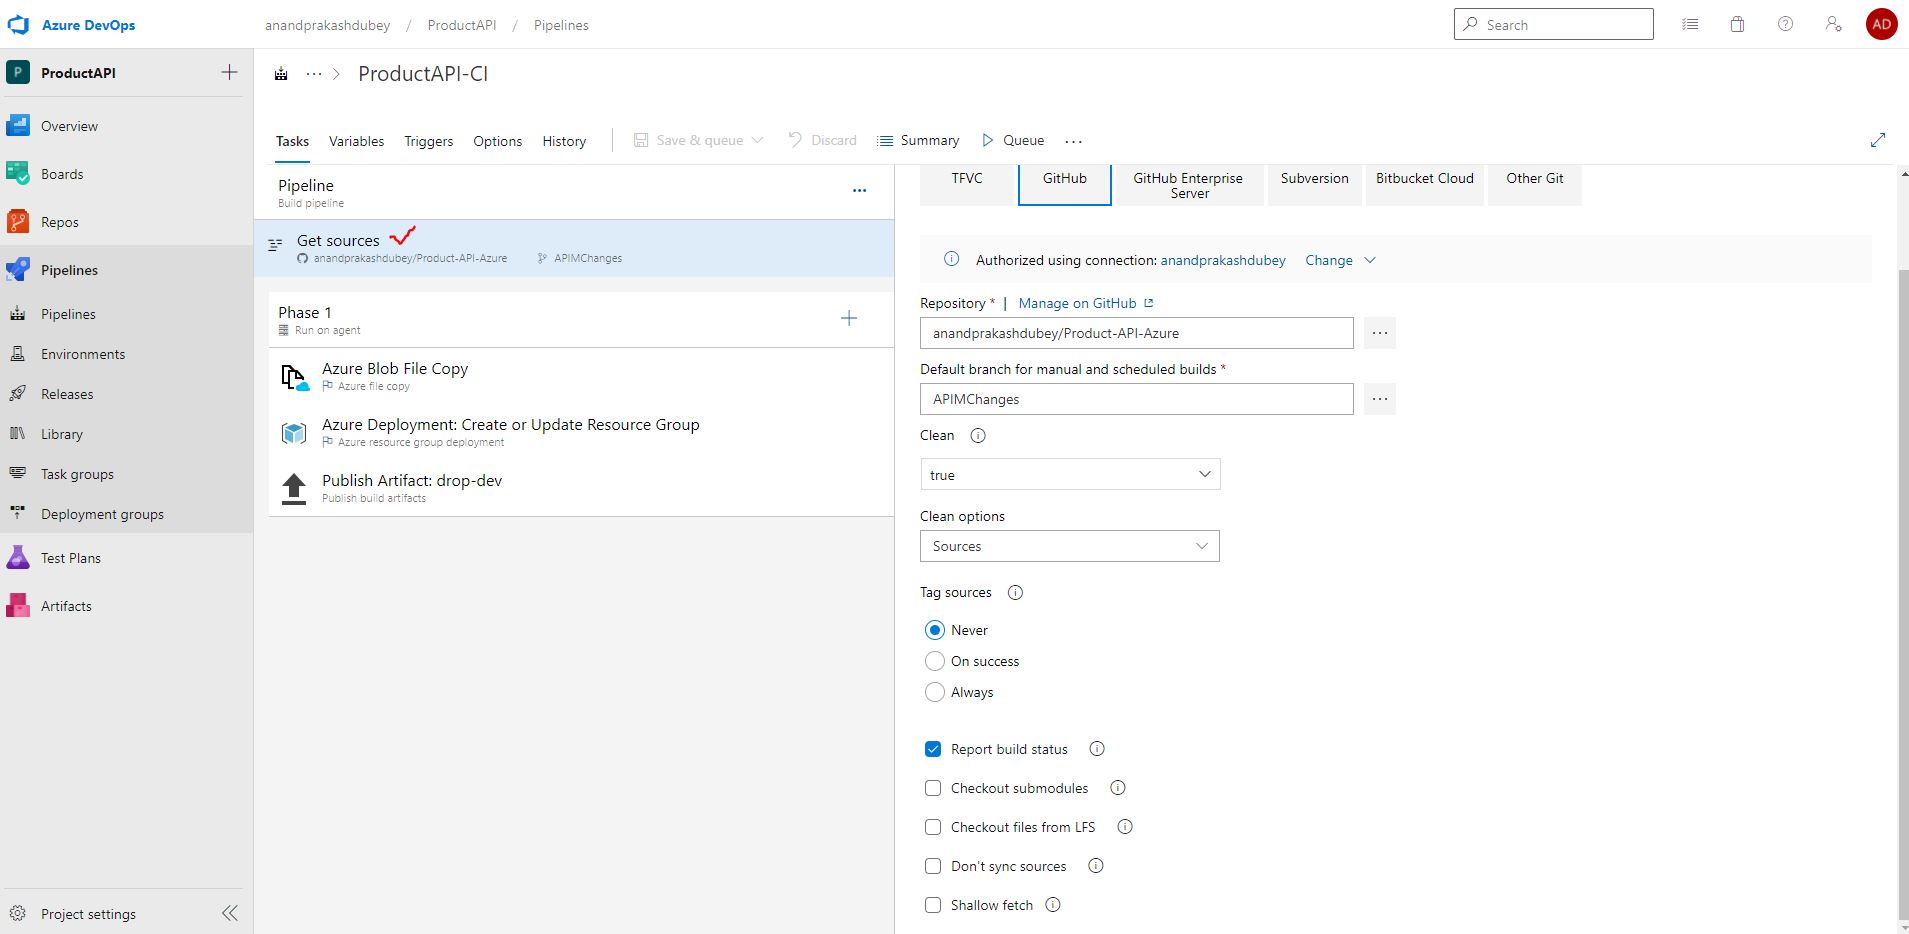 Azure DevOps
anandprakashdubey / ProductAPI / Pipelines
Search
AD
P ProductAPI
Overview
Boards
Repos
Pipelines
Pipelines
Environments
Releases
Library
Task groups
Deployment groups
Test Plans
Artifacts
Project settings
... > ProductAPI-CI
Tasks Variables Triggers Options History Save & queue Discard Summary Queue ...
Pipeline
Build pipeline
...
Get sources
anandprakashdubey/Product-API-Azure APIMChanges
Phase 1
Run on agent
Azure Blob File Copy
Azure file copy
Azure Deployment: Create or Update Resource Group
Azure resource group deployment
Publish Artifact: drop-dev
Publish build artifacts
TFVC
GitHub
GitHub Enterprise
Server
Subversion
Bitbucket Cloud
Other Git
Authorized using connection: anandprakashdubey Change
Repository * | Manage on GitHub
anandprakashdubey/Product-API-Azure ...
Default branch for manual and scheduled builds *
APIMChanges ...
Clean
true
Clean options
Sources
Tag sources
Never
On success
Always
Report build status
Checkout submodules
Checkout files from LFS
Don't sync sources
Shallow fetch